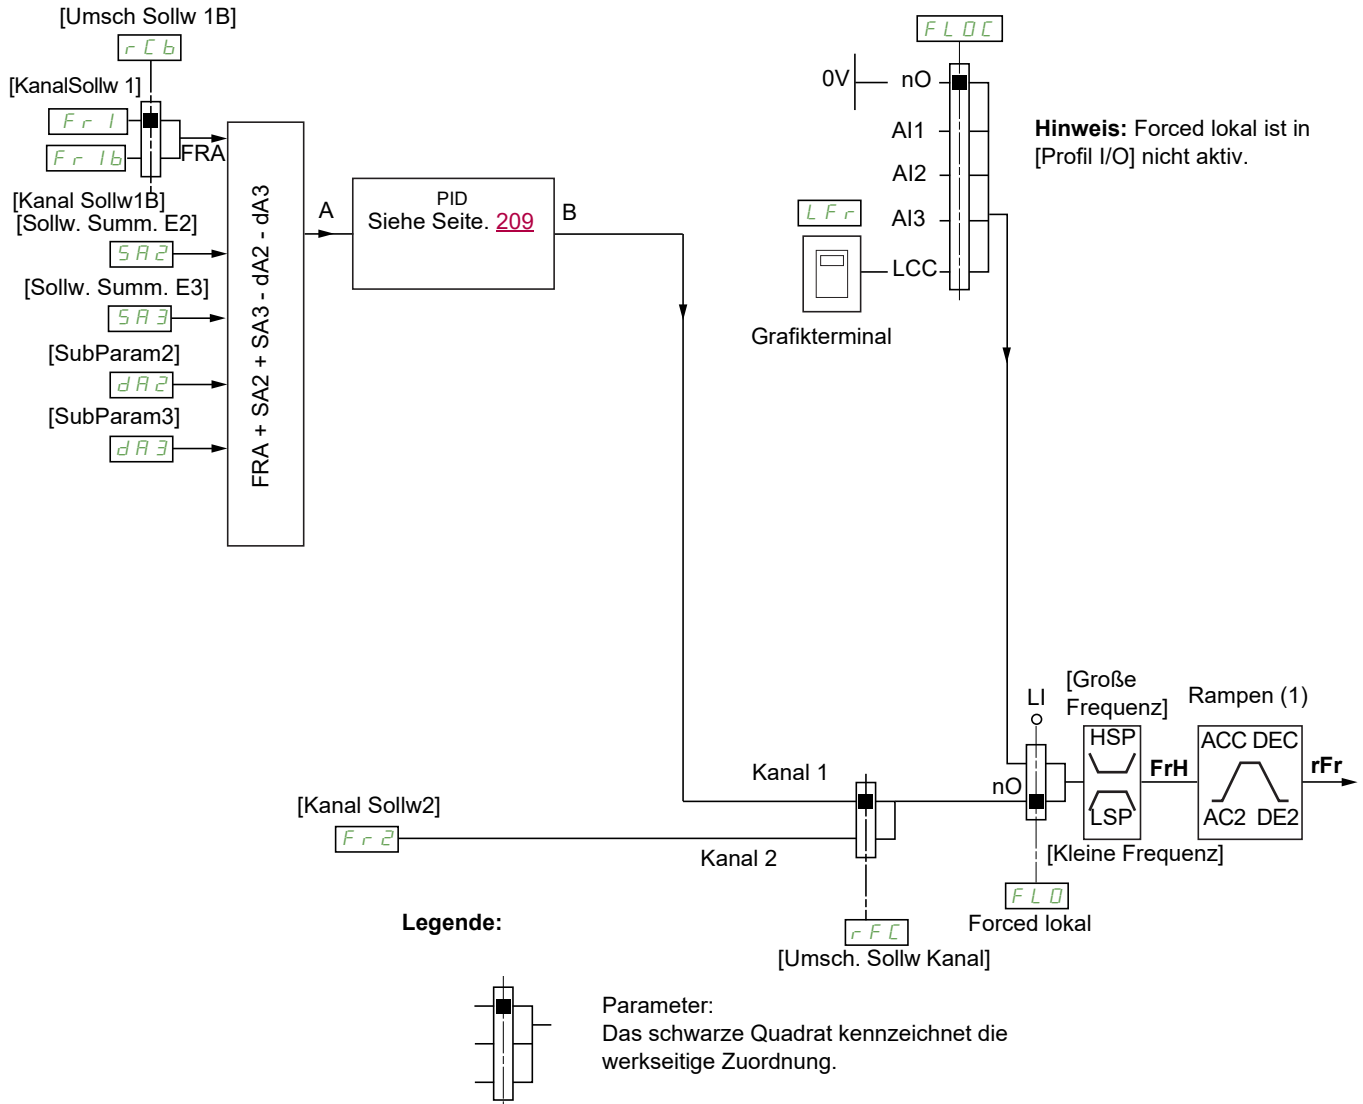 [Umsch Sollw 1B]
rCb
[KanalSollw 1]
Fr1
Fr1b
FRA
[Kanal Sollw1B]
[Sollw. Summ. E2]
SA2
[Sollw. Summ. E3]
SA3
[SubParam2]
dA2
[SubParam3]
dA3
FRA + SA2 + SA3 - dA2 - dA3
A
PID
Siehe Seite. 209
B
FLOC
0V
nO
AI1
AI2
AI3
LCC
LFr
Grafikterminal
Hinweis: Forced lokal ist in
[Profil I/O] nicht aktiv.
Kanal 1
[Kanal Sollw2]
Fr2
Kanal 2
rFC
[Umsch. Sollw Kanal]
LI
nO
FLO
Forced lokal
[Große
Frequenz]
HSP
LSP
[Kleine Frequenz]
FrH
Rampen (1)
ACC DEC
AC2 DE2
rFr
Legende:
Parameter:
Das schwarze Quadrat kennzeichnet die
werkseitige Zuordnung.